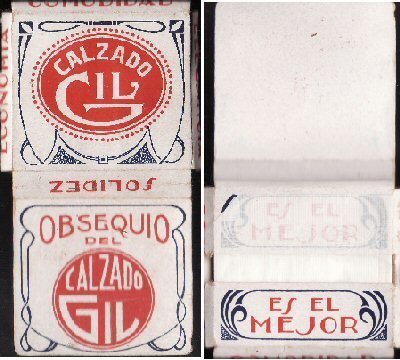 COMODIDAD
ECONOMIA
CALZADO
GIL
SOLIDEZ
OBSEQUIO
DEL
CALZADO
GIL
ES EL
MEJOR
ES EL
MEJOR